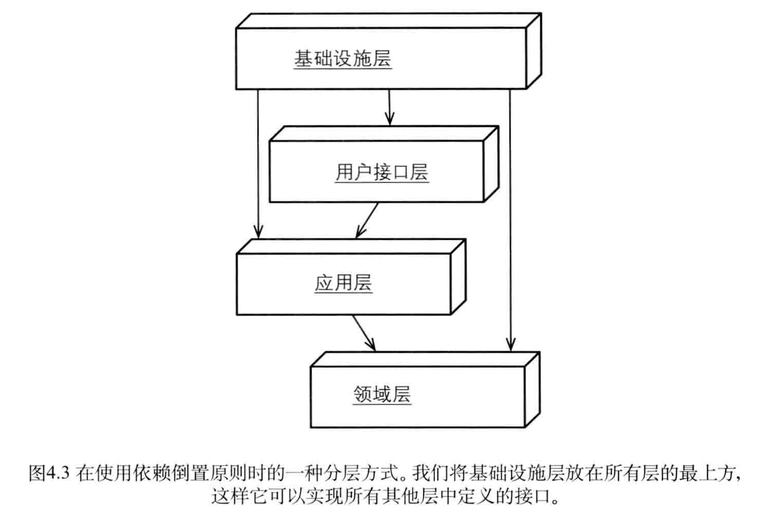 基础设施层
用户接口层
应用层
领域层
图4.3 在使用依赖倒置原则时的一种分层方式。我们将基础设施层放在所有层的最上方,
这样它可以实现所有其他层中定义的接口。